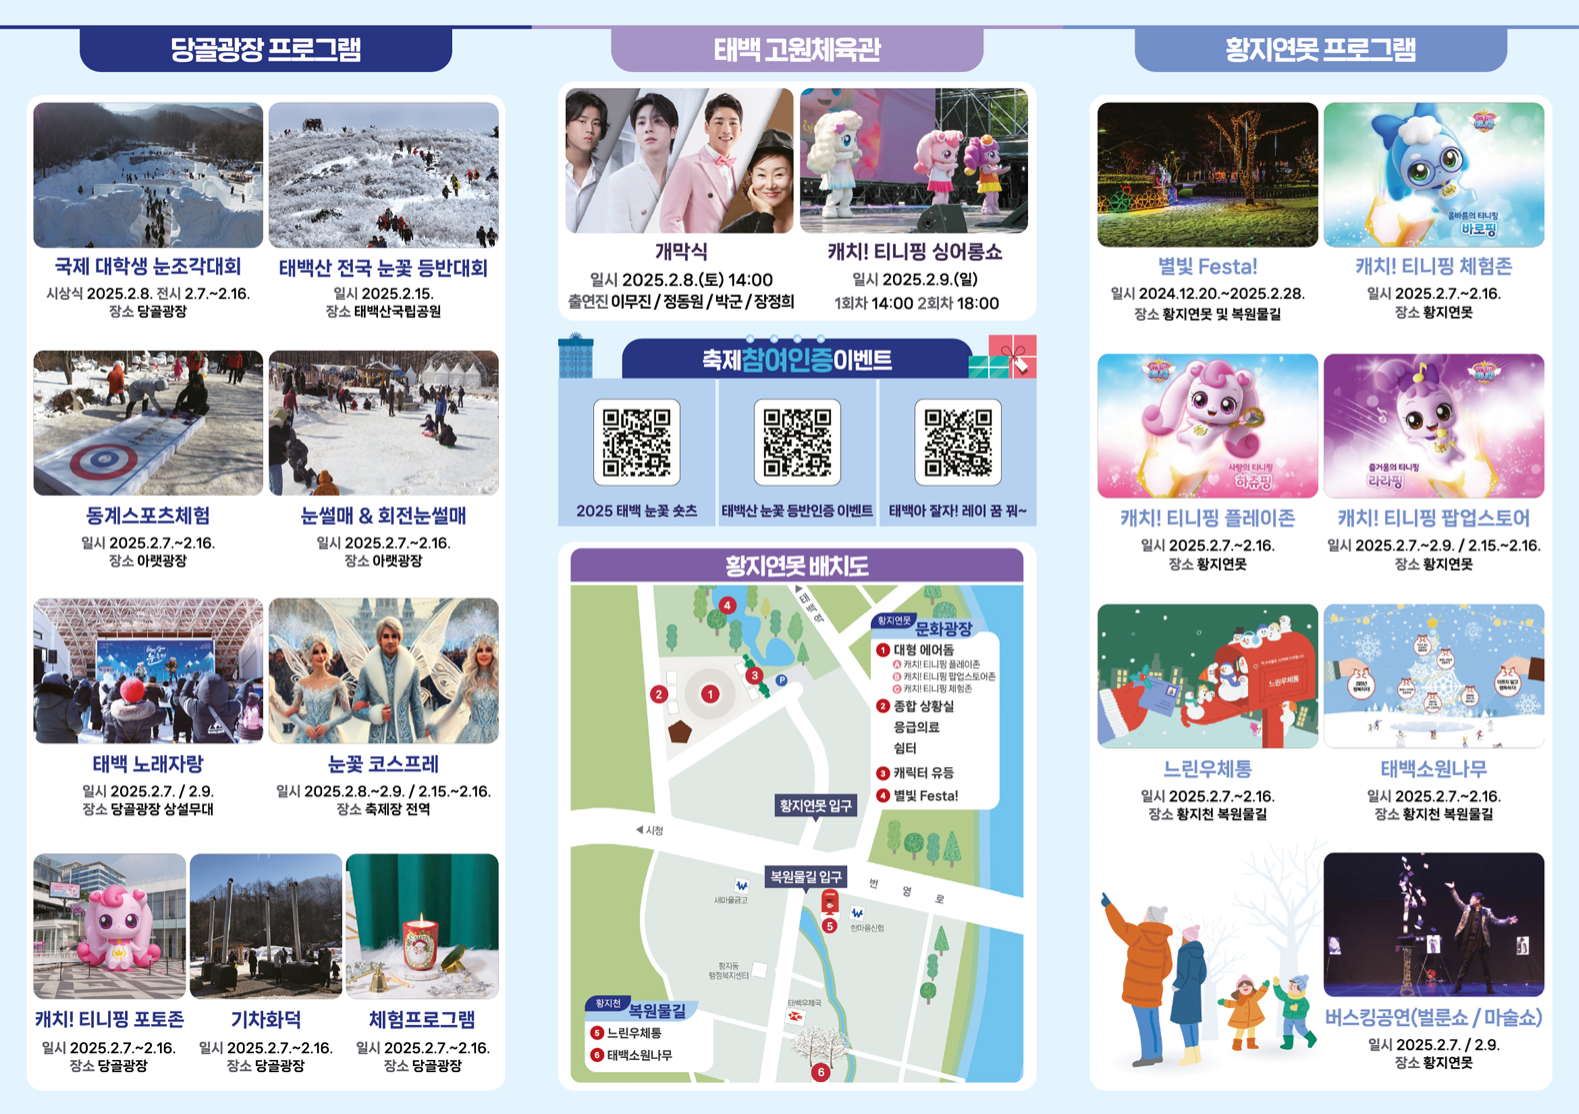 당골광장 프로그램
국제 대학생 눈조각대회
시상식 2025.2.8. 전시 2.7.~2.16.
장소 당골광장
태백산 전국 눈꽃 등반대회
일시 2025.2.15.
장소 태백산국립공원
동계스포츠체험
일시 2025.2.7.~2.16.
장소 아랫광장
눈썰매 & 회전눈썰매
일시 2025.2.7.~2.16.
장소 아랫광장
태백 노래자랑
일시 2025.2.7. / 2.9.
장소 당골광장 상설무대
눈꽃 코스프레
일시 2025.2.8.~2.9. / 2.15.~2.16.
장소 축제장 전역
캐치! 티니핑 포토존
일시 2025.2.7.~2.16.
장소 당골광장
기차화덕
일시 2025.2.7.~2.16.
장소 당골광장
체험프로그램
일시 2025.2.7.~2.16.
장소 당골광장
태백 고원체육관
개막식
일시 2025.2.8.(토) 14:00
출연진 이무진 / 정동원 / 박군 / 장정희
캐치! 티니핑 싱어롱쇼
일시 2025.2.9.(일)
1회차 14:00 2회차 18:00
축제참여인증이벤트
2025 태백 눈꽃 숏츠
태백산 눈꽃 등반인증 이벤트
태백아 잘자! 레이 꿈 꿔~
황지연못 배치도
◀태백역
4
P
3
2
1
황지연못
문화광장
1 대형 에어돔
A 캐치! 티니핑 플레이존
B 캐치! 티니핑 팝업스토어존
C 캐치! 티니핑 체험존
2 종합 상황실
응급의료
쉼터
3 캐릭터 유등
4 별빛 Festa!
황지연못 입구
◀ 시청
복원물길 입구
번 영 로
새마을금고
5
한마음신협
황지동
행정복지센터
태백우체국
6
황지천
복원물길
5 느린우체통
6 태백소원나무
황지연못 프로그램
별빛 Festa!
일시 2024.12.20.~2025.2.28.
장소 황지연못 및 복원물길
올바름의 티니핑
바로핑
캐치! 티니핑 체험존
일시 2025.2.7.~2.16.
장소 황지연못
사랑의 티니핑
하츄핑
캐치! 티니핑 플레이존
일시 2025.2.7.~2.16.
장소 황지연못
즐거움의 티니핑
라라핑
캐치! 티니핑 팝업스토어
일시 2025.2.7.~2.9. / 2.15.~2.16.
장소 황지연못
느린우체통
느린우체통
일시 2025.2.7.~2.16.
장소 황지천 복원물길
태백소원나무
일시 2025.2.7.~2.16.
장소 황지천 복원물길
버스킹공연(벌룬쇼 / 마술쇼)
일시 2025.2.7. / 2.9.
장소 황지연못